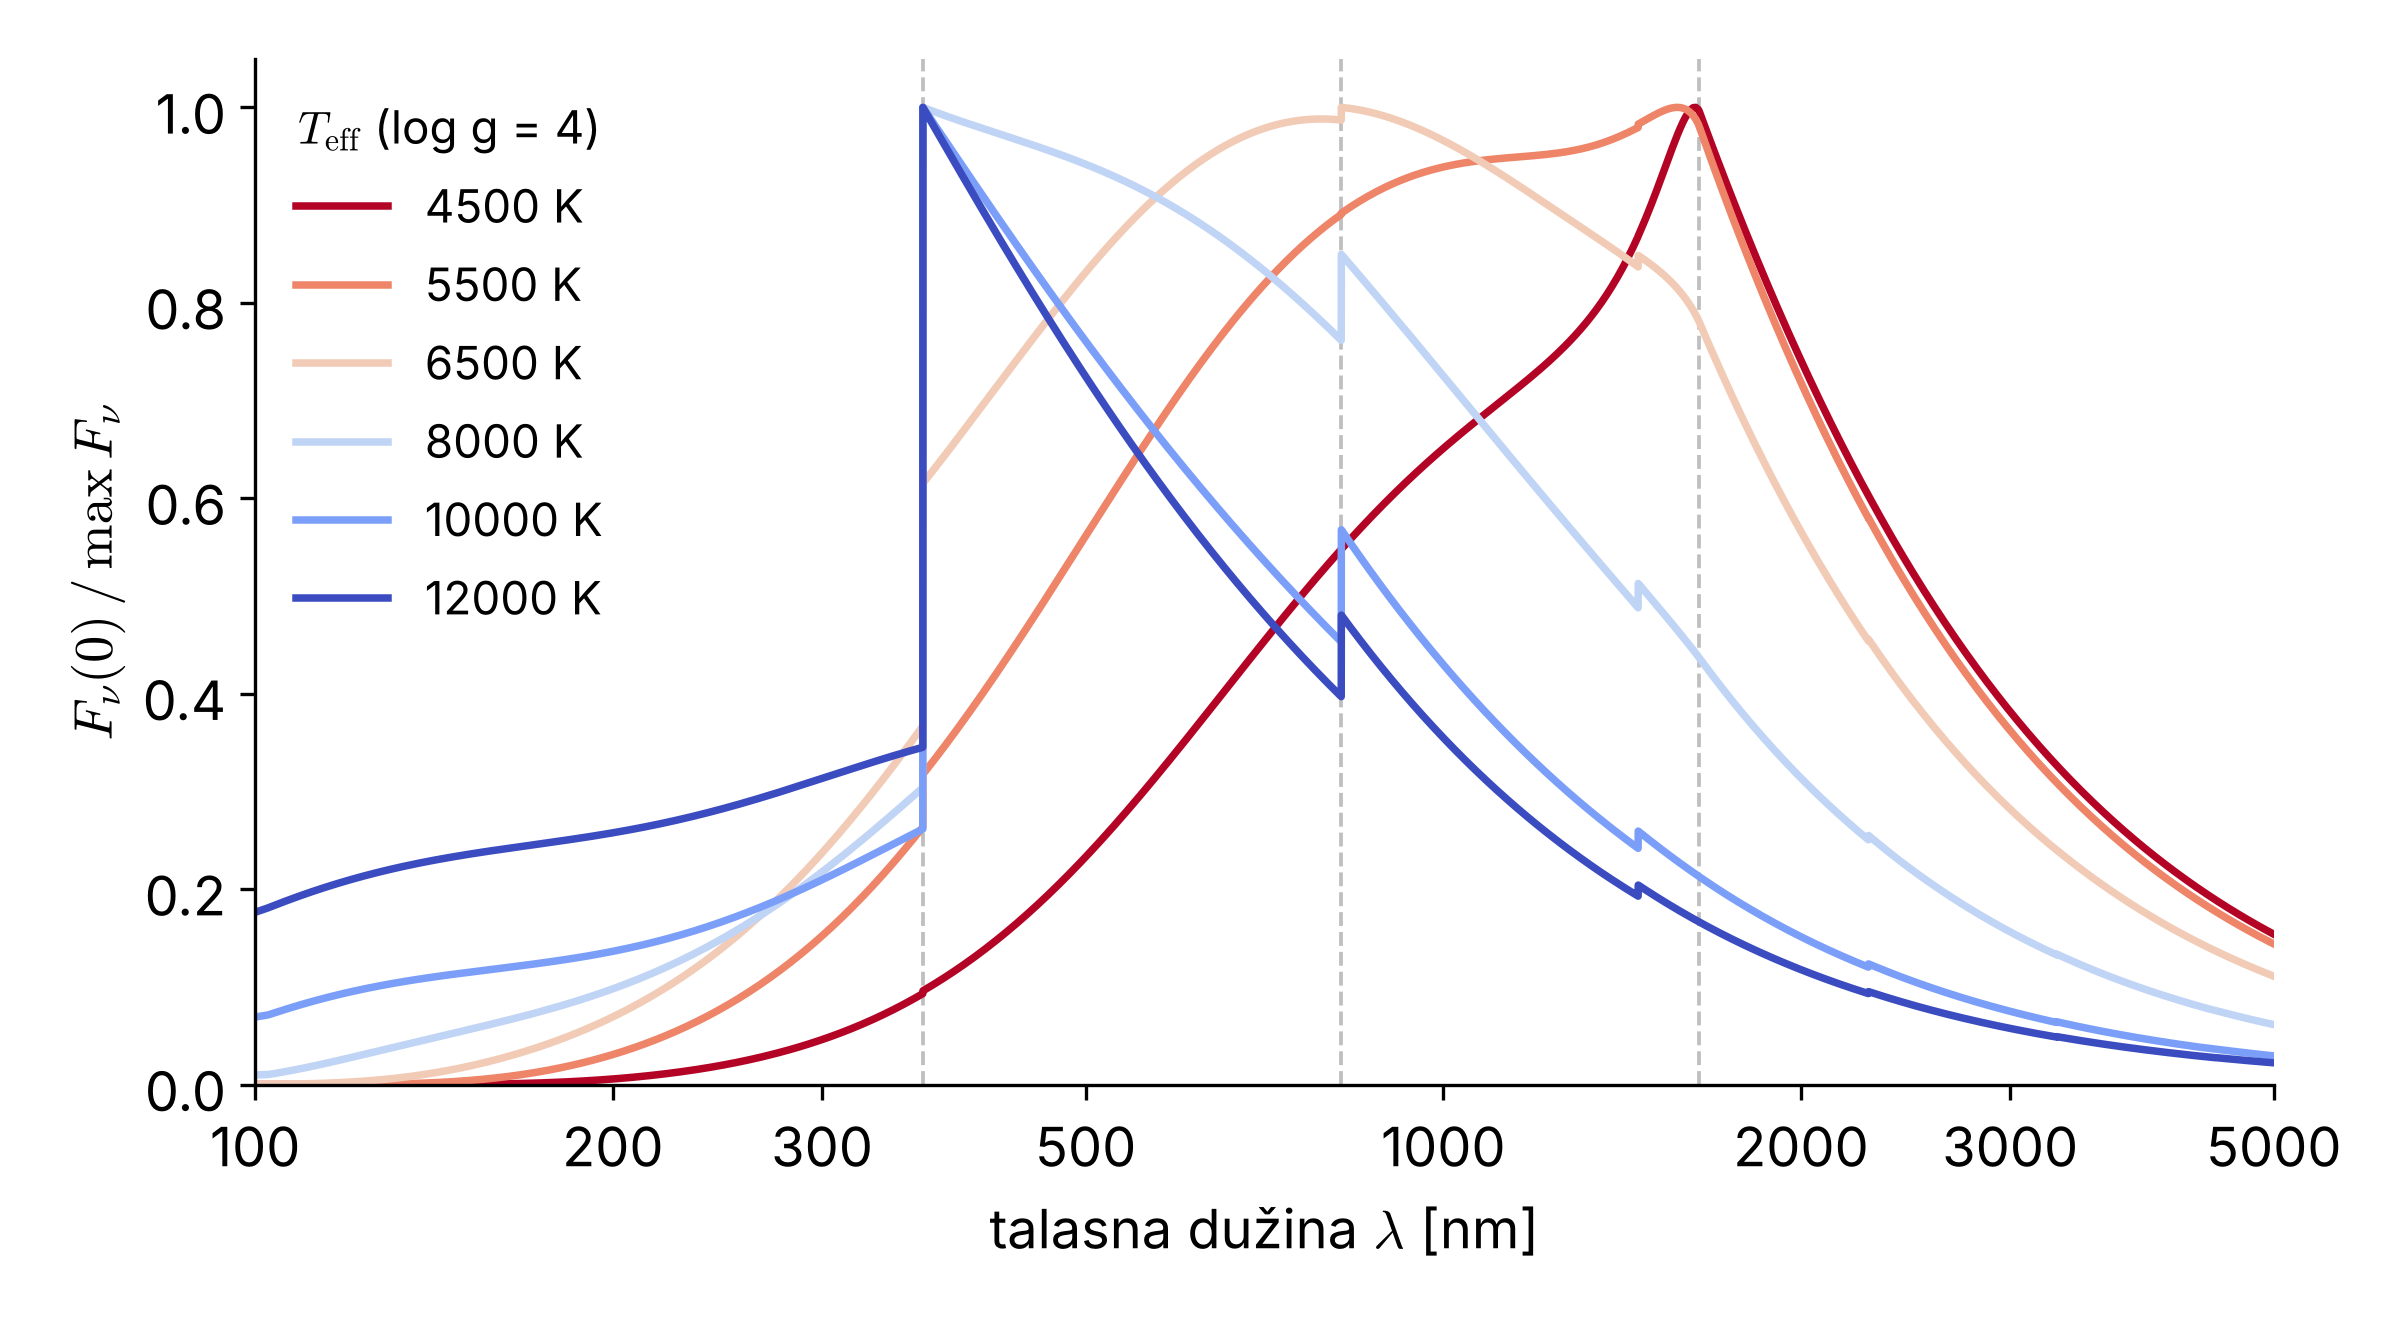 T_eff (log g = 4)
4500 K
5500 K
6500 K
8000 K
10000 K
12000 K
F_ν(0) / max F_ν
1.0
0.8
0.6
0.4
0.2
0.0
100 200 300 500 1000 2000 3000 5000
talasna dužina λ [nm]